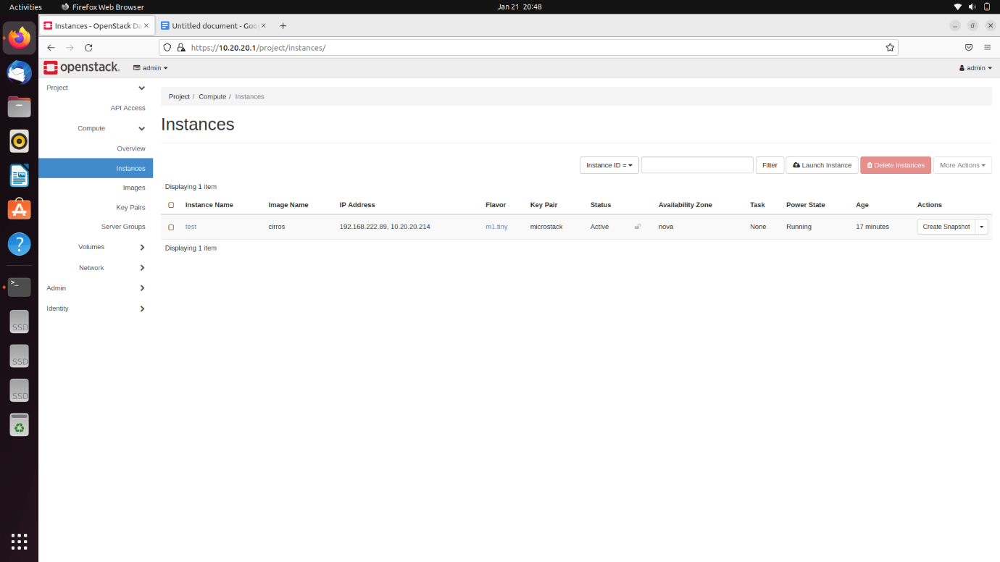 Activities Firefox Web Browser Jan 21 20:48
Instances - OpenStack Da Untitled document - Goo
https://10.20.20.1/project/instances/
openstack. admin admin
Project
API Access
Compute
Overview
Instances
Images
Key Pairs
Server Groups
Volumes
Network
Admin
Identity
Project / Compute / Instances
Instances
Instance ID = Filter Launch Instance Delete Instances More Actions
Displaying 1 item
Instance Name Image Name IP Address Flavor Key Pair Status Availability Zone Task Power State Age Actions
test cirros 192.168.222.89, 10.20.20.214 m1.tiny microstack Active nova None Running 17 minutes Create Snapshot
Displaying 1 item
>_
SSD
SSD
SSD